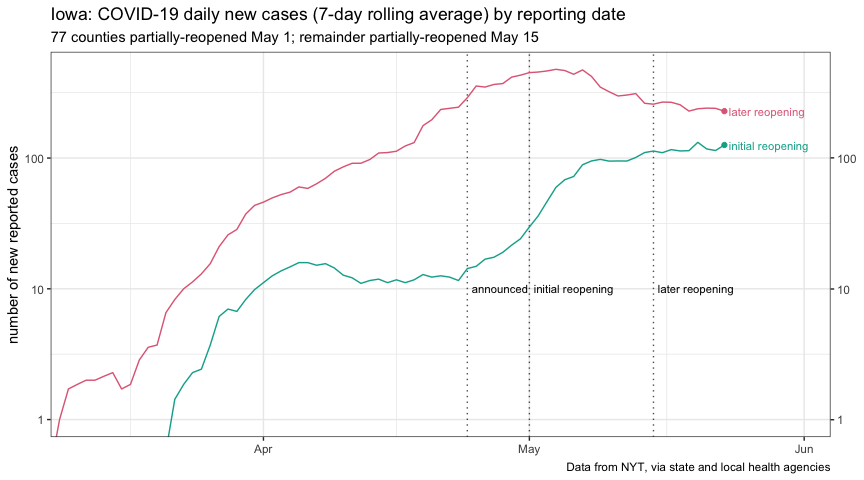 Iowa: COVID-19 daily new cases (7-day rolling average) by reporting date
77 counties partially-reopened May 1; remainder partially-reopened May 15
number of new reported cases
later reopening
initial reopening
100
100
10
announced
initial reopening
later reopening
10
1
1
Apr
May
Jun
Data from NYT, via state and local health agencies